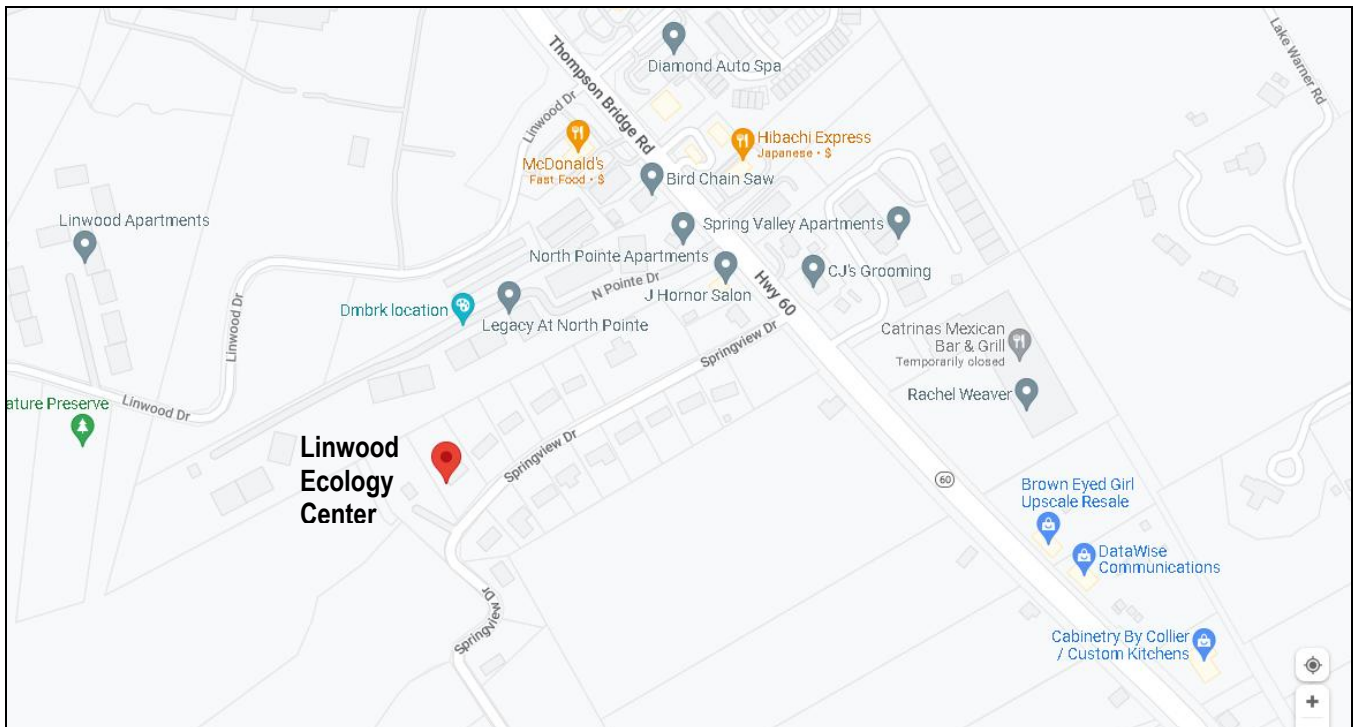 Lake Warner Rd
Thompson Bridge Rd
Diamond Auto Spa
Linwood Dr
McDonald's
Fast Food · $
Hibachi Express
Japanese · $
Bird Chain Saw
Linwood Apartments
Spring Valley Apartments
North Pointe Apartments
CJ's Grooming
N Pointe Dr
J Hornor Salon
Hwy 60
Dmbrk location
Legacy At North Pointe
Linwood Dr
Springview Dr
Catrinas Mexican
Bar & Grill
Temporarily closed
Rachel Weaver
ature Preserve
Linwood Dr
Linwood
Ecology
Center
Springview Dr
60
Brown Eyed Girl
Upscale Resale
DataWise
Communications
Springview Dr
Cabinetry By Collier
/ Custom Kitchens
+